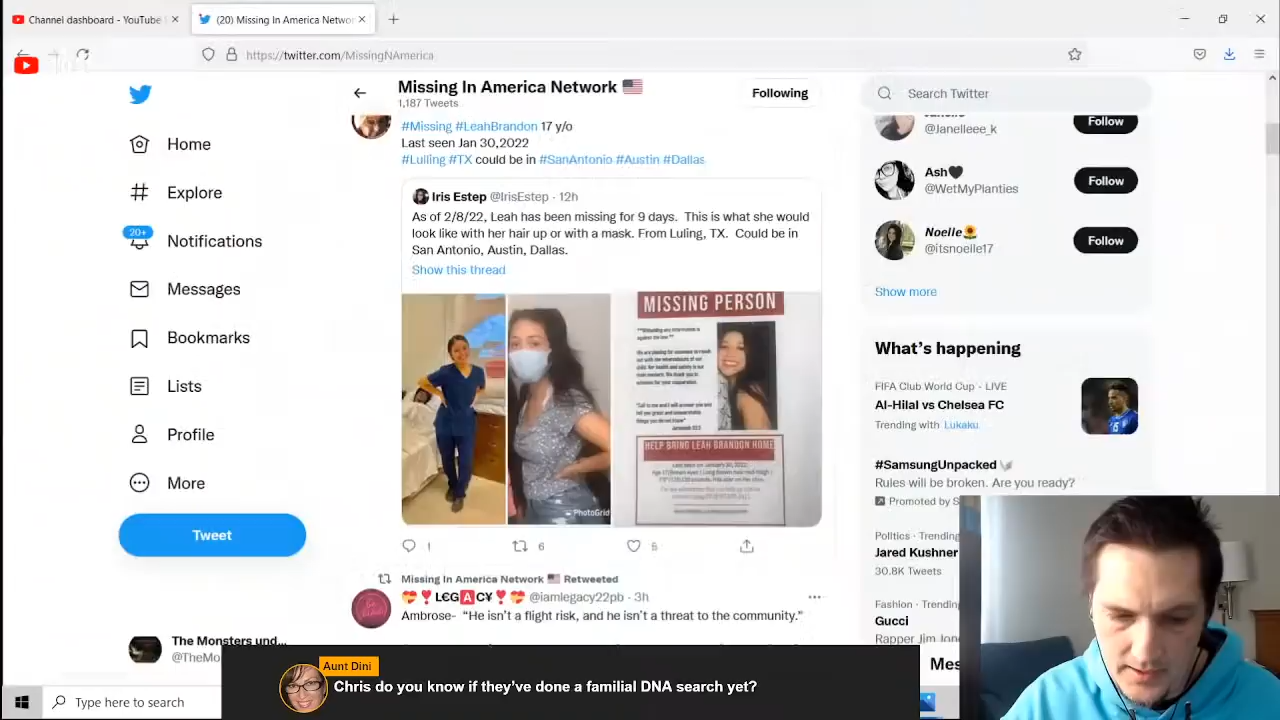 Channel dashboard - YouTube
(20) Missing In America Networ
https://twitter.com/MissingNAmerica
Home
Explore
20+
Notifications
Messages
Bookmarks
Lists
Profile
More
Tweet
The Monsters und...
@TheMo
Missing In America Network
1,187 Tweets
Following
#Missing #LeahBrandon 17 y/o
Last seen Jan 30,2022
#Lulling #TX could be in #SanAntonio #Austin #Dallas
Iris Estep @IrisEstep · 12h
As of 2/8/22, Leah has been missing for 9 days. This is what she would
look like with her hair up or with a mask. From Luling, TX. Could be in
San Antonio, Austin, Dallas.
Show this thread
PhotoGrid
MISSING PERSON
HELP BRING LEAH BRANDON HOME
1
6
6
Missing In America Network Retweeted
LЄGACY @iamlegacy22pb · 3h
Ambrose- “He isn’t a flight risk, and he isn’t a threat to the community.”
Search Twitter
@Janelleee_k
Follow
Ash
@WetMyPlanties
Follow
Noelle
@itsnoelle17
Follow
Show more
What’s happening
FIFA Club World Cup · LIVE
Al-Hilal vs Chelsea FC
Trending with Lukaku
#SamsungUnpacked
Rules will be broken. Are you ready?
Promoted by S
Politics · Trending
Jared Kushner
30.8K Tweets
Fashion · Trending
Gucci
Rapper Jim Jon
Mes
Aunt Dini
Chris do you know if they’ve done a familial DNA search yet?
Type here to search